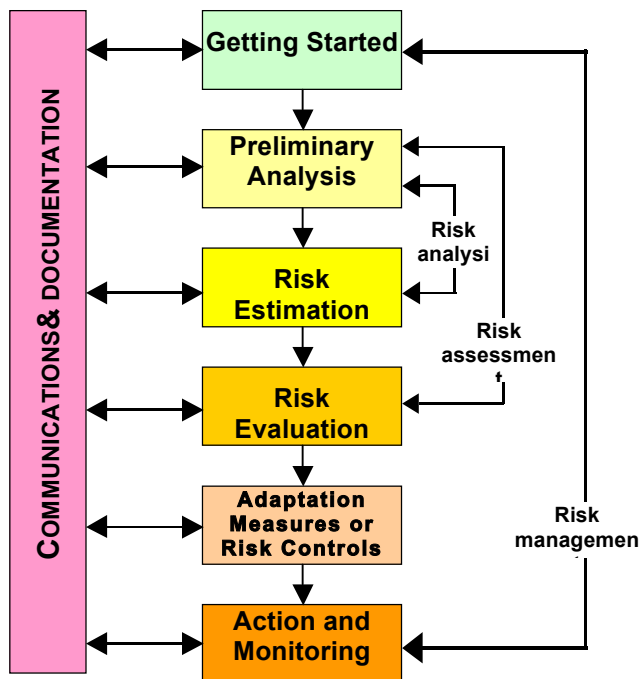 COMMUNICATIONS& DOCUMENTATION
Getting Started
Preliminary
Analysis
Risk
analysi
Risk
Estimation
Risk
assessmen
t
Risk
Evaluation
Adaptation
Measures or
Risk Controls
Risk
managemen
Action and
Monitoring